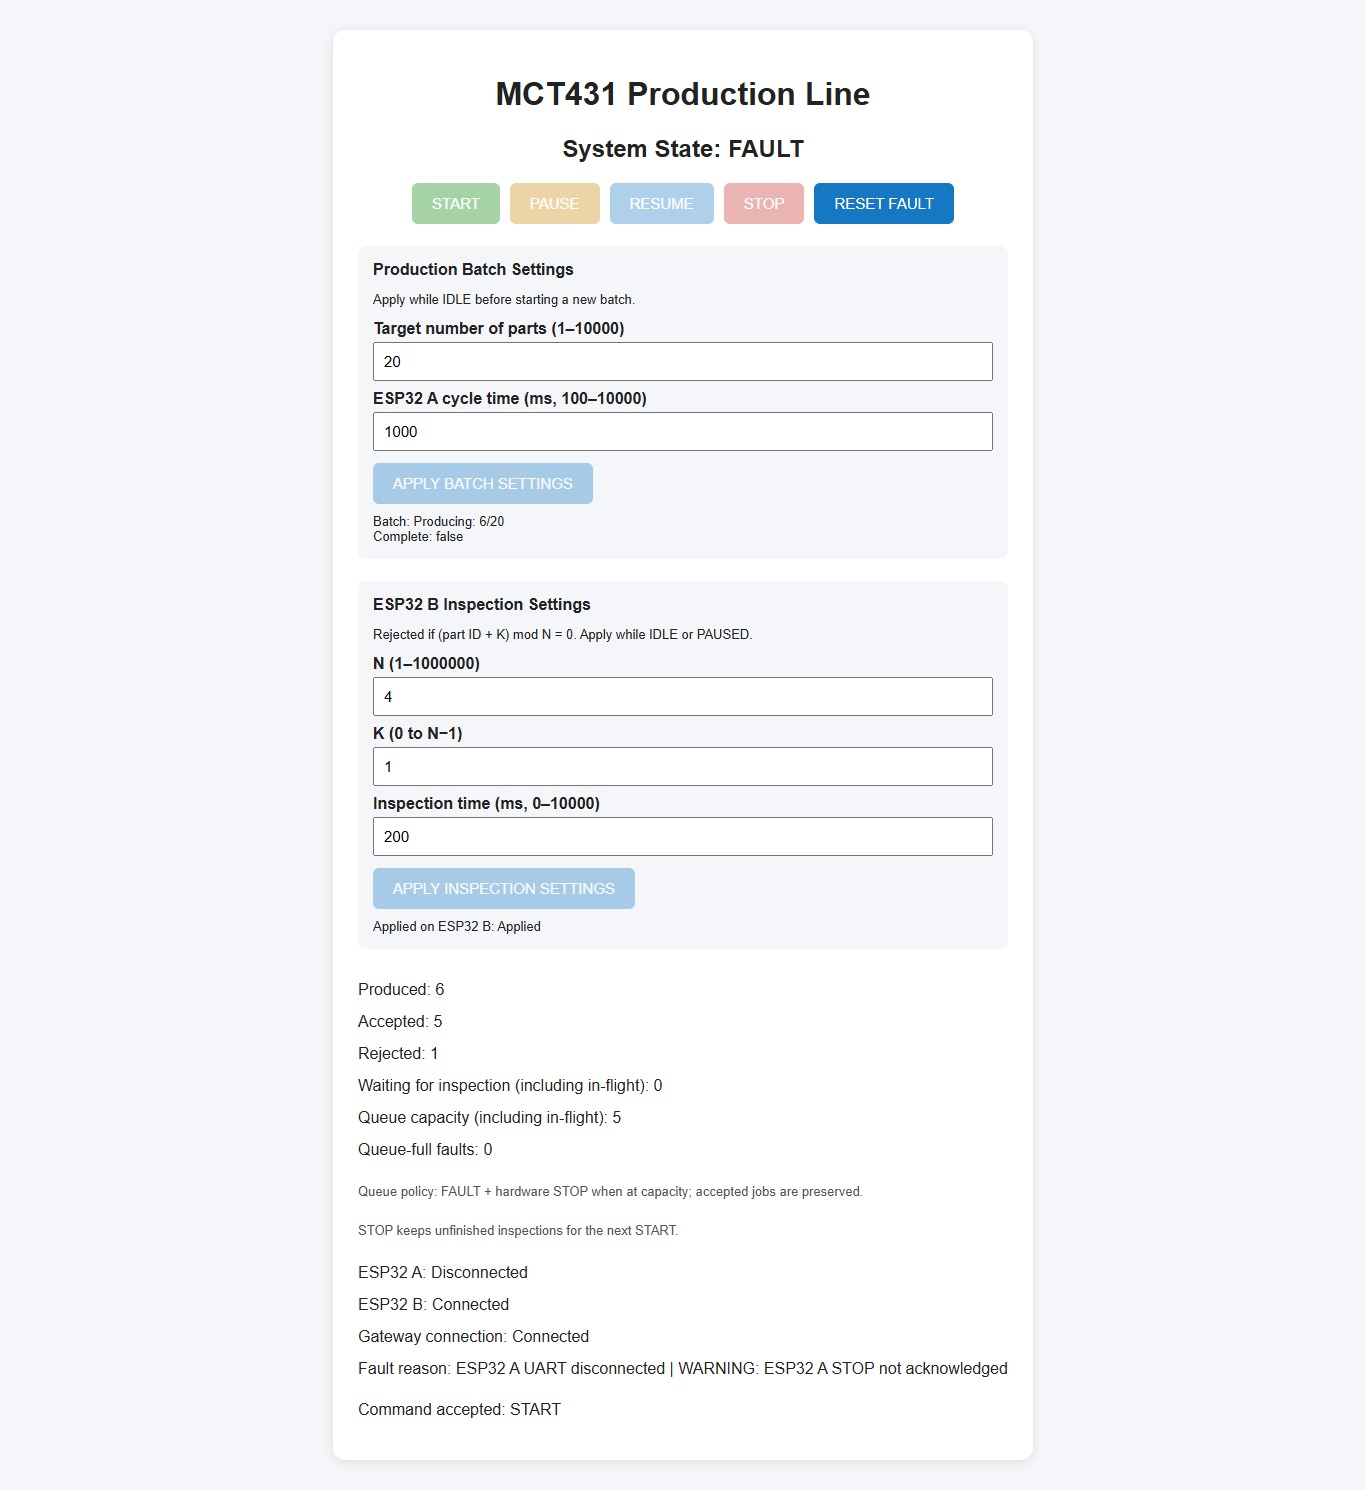 MCT431 Production Line
System State: FAULT
START
PAUSE
RESUME
STOP
RESET FAULT
Production Batch Settings
Apply while IDLE before starting a new batch.
Target number of parts (1–10000)
20
ESP32 A cycle time (ms, 100–10000)
1000
APPLY BATCH SETTINGS
Batch: Producing: 6/20
Complete: false
ESP32 B Inspection Settings
Rejected if (part ID + K) mod N = 0. Apply while IDLE or PAUSED.
N (1–1000000)
4
K (0 to N−1)
1
Inspection time (ms, 0–10000)
200
APPLY INSPECTION SETTINGS
Applied on ESP32 B: Applied
Produced: 6
Accepted: 5
Rejected: 1
Waiting for inspection (including in-flight): 0
Queue capacity (including in-flight): 5
Queue-full faults: 0
Queue policy: FAULT + hardware STOP when at capacity; accepted jobs are preserved.
STOP keeps unfinished inspections for the next START.
ESP32 A: Disconnected
ESP32 B: Connected
Gateway connection: Connected
Fault reason: ESP32 A UART disconnected | WARNING: ESP32 A STOP not acknowledged
Command accepted: START